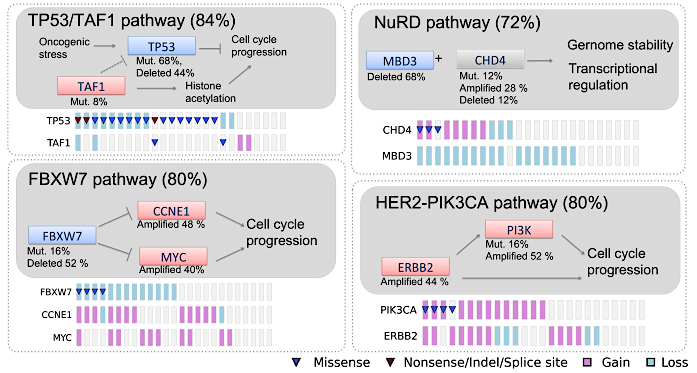 TP53/TAF1 pathway (84%)
Oncogenic stress
TP53
Mut. 68%,
Deleted 44%
Cell cycle progression
TAF1
Mut. 8%
Histone acetylation
TP53
TAF1
NuRD pathway (72%)
MBD3
+
CHD4
Deleted 68%
Mut. 12%
Amplified 28 %
Deleted 12%
Gernome stability
Transcriptional regulation
CHD4
MBD3
FBXW7 pathway (80%)
FBXW7
Mut. 16%
Deleted 52 %
CCNE1
Amplified 48 %
MYC
Amplified 40%
Cell cycle progression
FBXW7
CCNE1
MYC
HER2-PIK3CA pathway (80%)
PI3K
Mut. 16%
Amplified 52 %
ERBB2
Amplified 44 %
Cell cycle progression
PIK3CA
ERBB2
Missense
Nonsense/Indel/Splice site
Gain
Loss